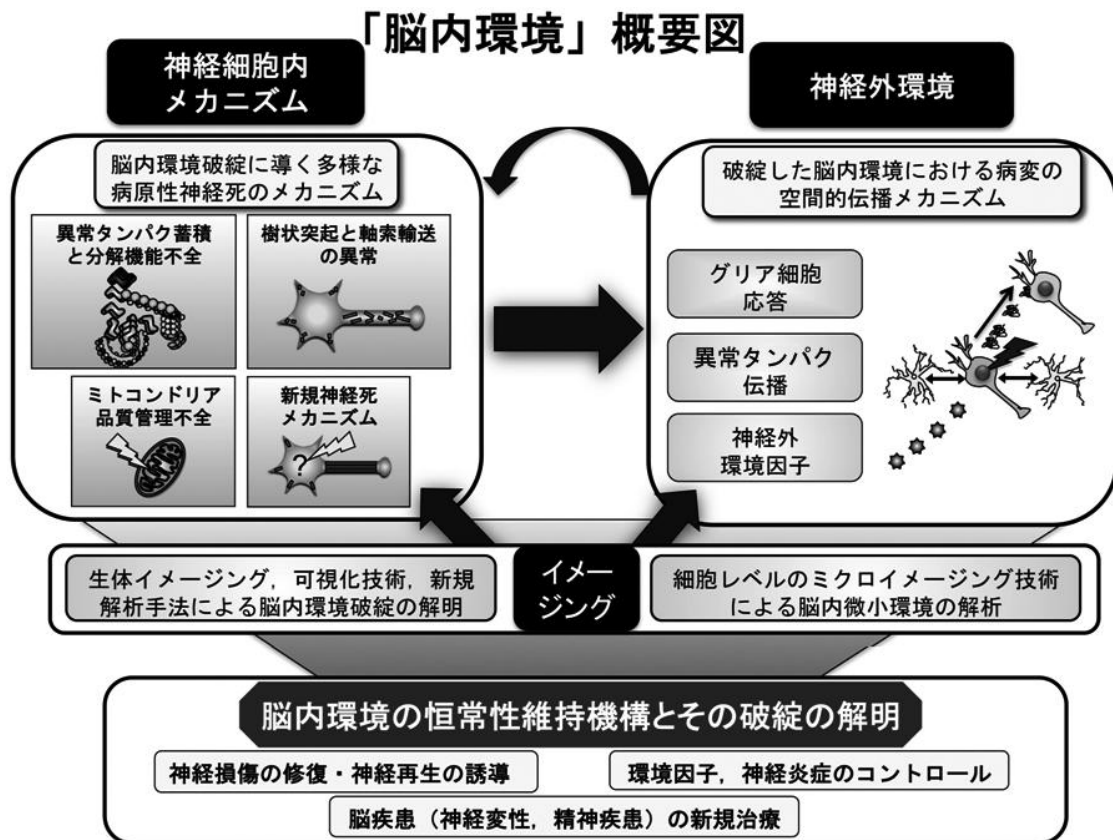 「脳内環境」概要図
神経細胞内
メカニズム
脳内環境破綻に導く多様な
病原性神経死のメカニズム
異常タンパク蓄積
と分解機能不全
樹状突起と軸索輸送
の異常
ミトコンドリア
品質管理不全
新規神経死
メカニズム
?
神経外環境
破綻した脳内環境における病変の
空間的伝播メカニズム
グリア細胞
応答
異常タンパク
伝播
神経外
環境因子
生体イメージング,可視化技術,新規
解析手法による脳内環境破綻の解明
イメー
ジング
細胞レベルのミクロイメージング技術
による脳内微小環境の解析
脳内環境の恒常性維持機構とその破綻の解明
神経損傷の修復・神経再生の誘導
環境因子,神経炎症のコントロール
脳疾患(神経変性,精神疾患)の新規治療